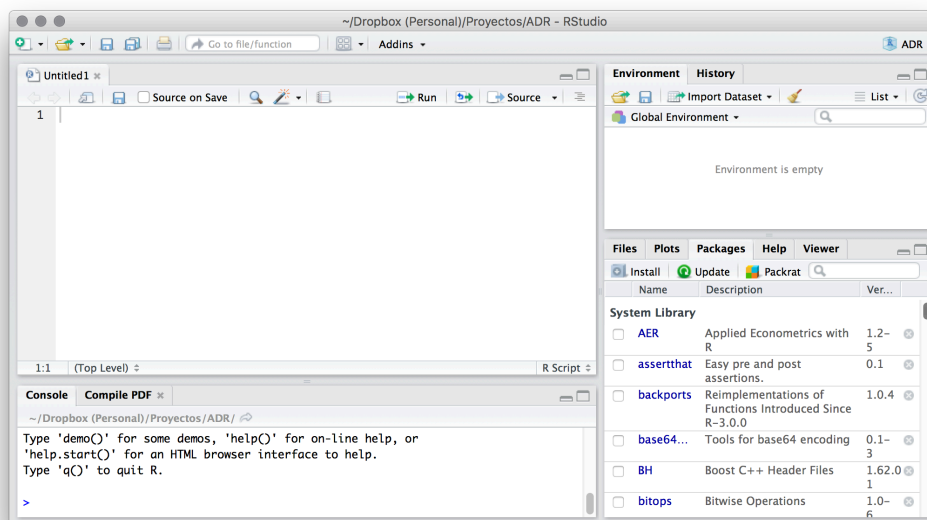 ~/Dropbox (Personal)/Proyectos/ADR - RStudio
Go to file/function Addins ADR
Untitled1
Source on Save Run Source
1
1:1 (Top Level) R Script
Console Compile PDF
~/Dropbox (Personal)/Proyectos/ADR/
Type 'demo()' for some demos, 'help()' for on-line help, or
'help.start()' for an HTML browser interface to help.
Type 'q()' to quit R.
>
Environment History
Import Dataset List
Global Environment
Environment is empty
Files Plots Packages Help Viewer
Install Update Packrat
Name Description Ver...
System Library
AER Applied Econometrics with 1.2-
R 5
assertthat Easy pre and post 0.1
assertions.
backports Reimplementations of 1.0.4
Functions Introduced Since
R-3.0.0
base64... Tools for base64 encoding 0.1-
3
BH Boost C++ Header Files 1.62.0
1
bitops Bitwise Operations 1.0-
6